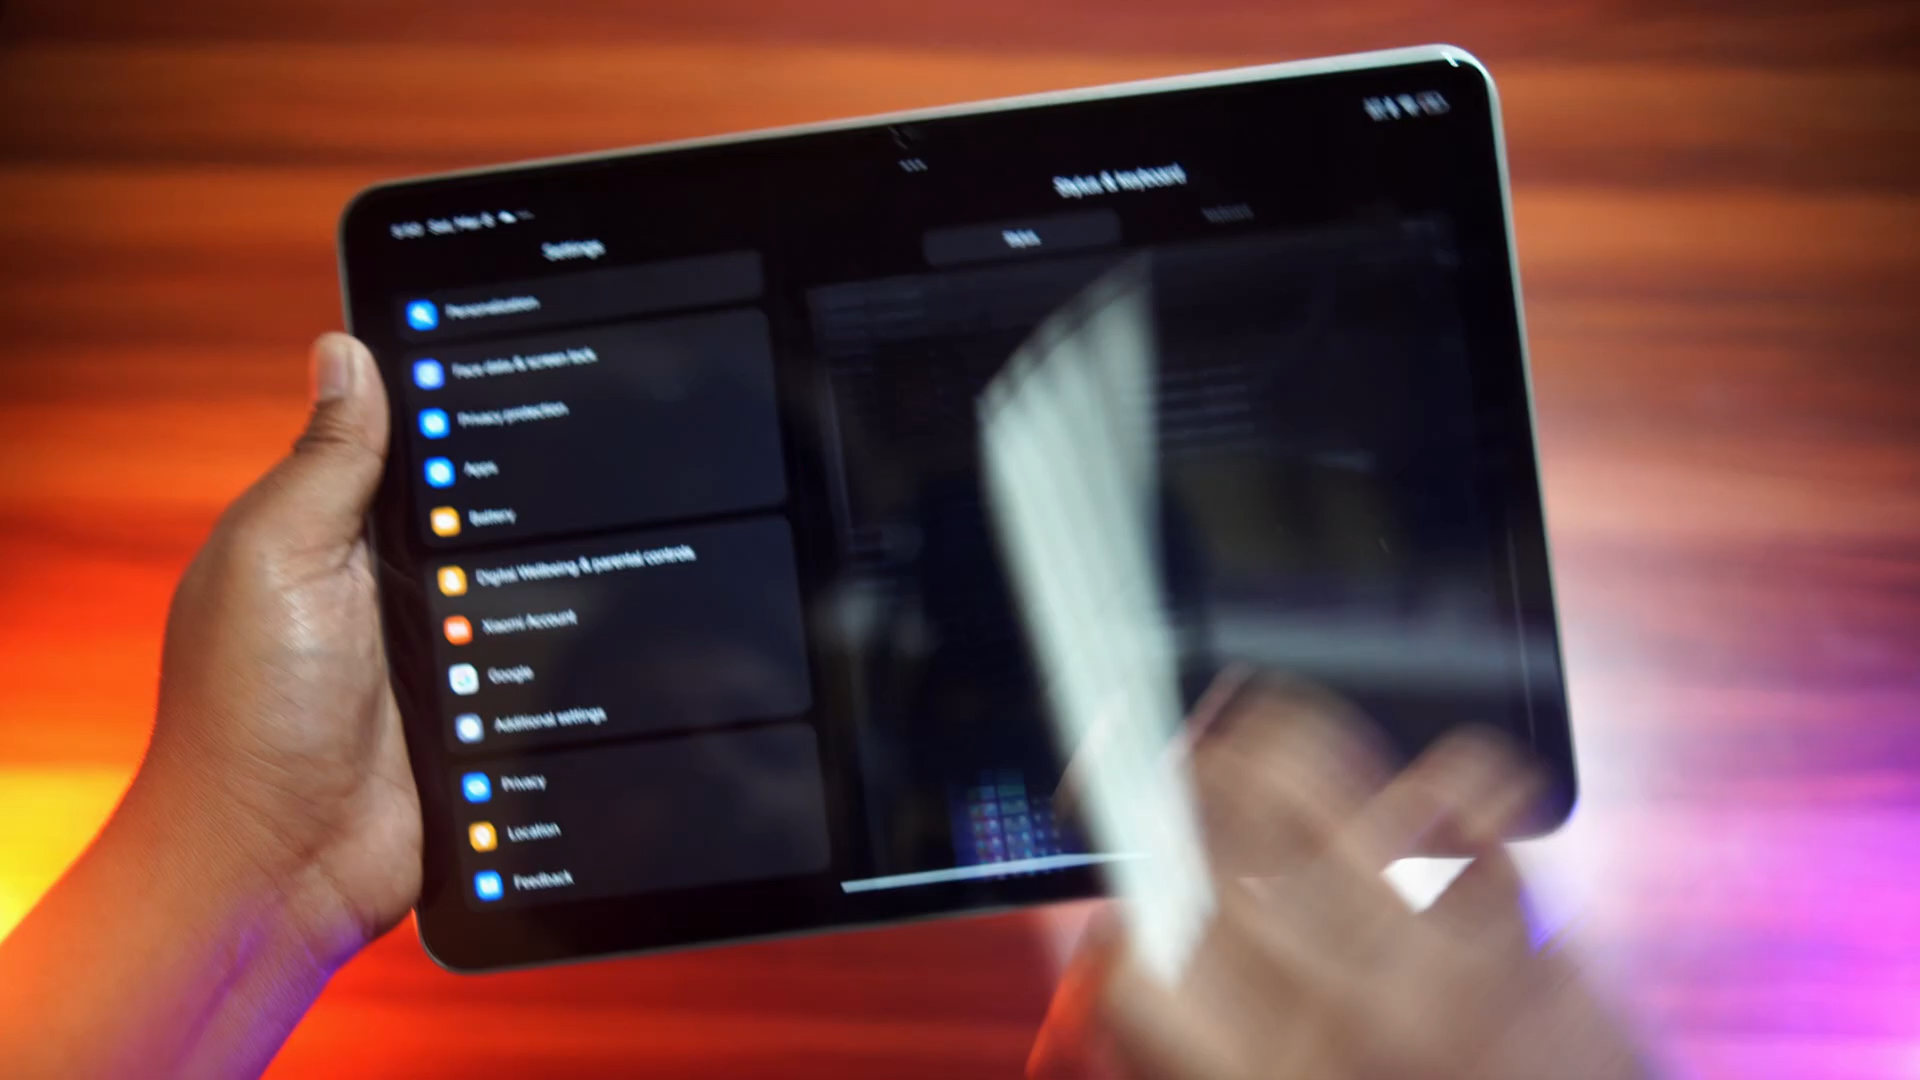 Settings
Stylus & keyboard
Stylus
Personalization
Face data & screen lock
Privacy protection
Apps
Battery
Digital Wellbeing & parental controls
Xiaomi Account
Google
Additional settings
Privacy
Location
Feedback